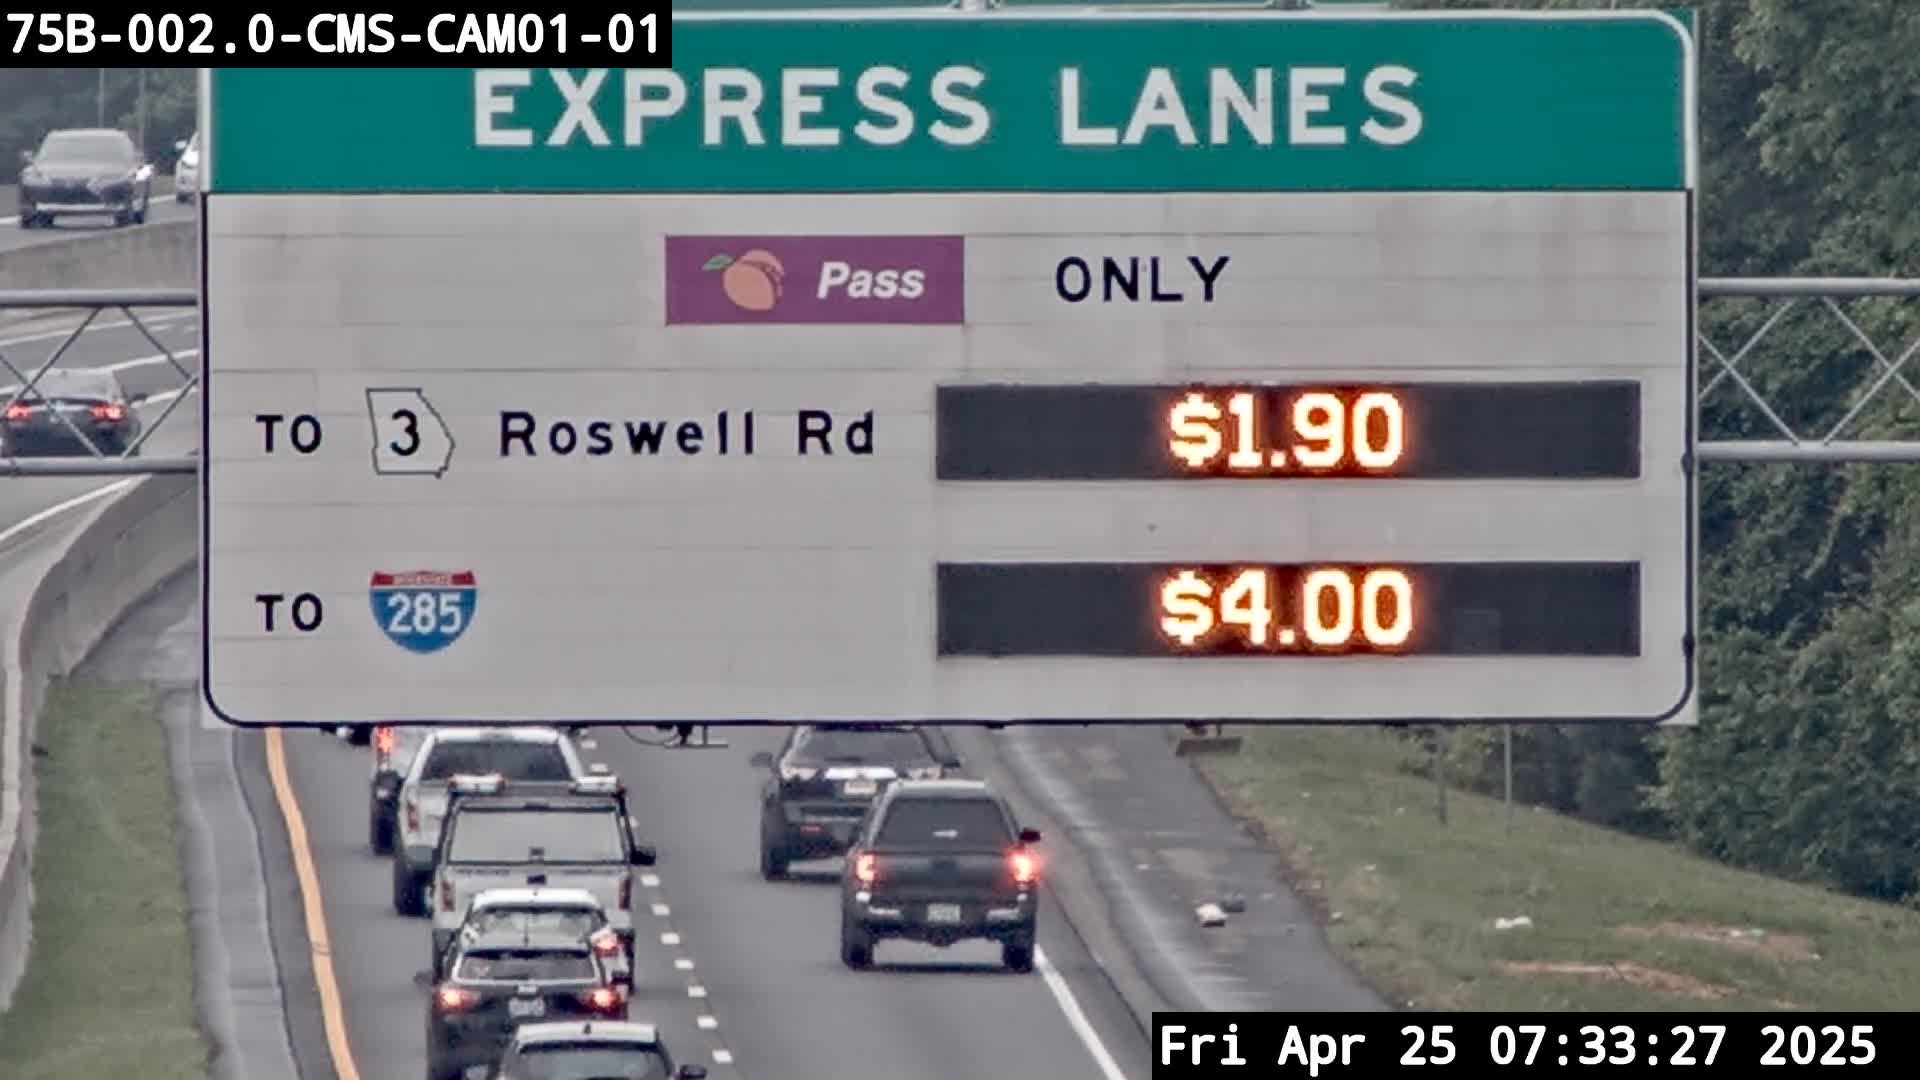 75B-002.0-CMS-CAM01-01
EXPRESS LANES
Pass ONLY
TO 3 Roswell Rd $1.90
INTERSTATE
TO 285 $4.00
Fri Apr 25 07:33:27 2025